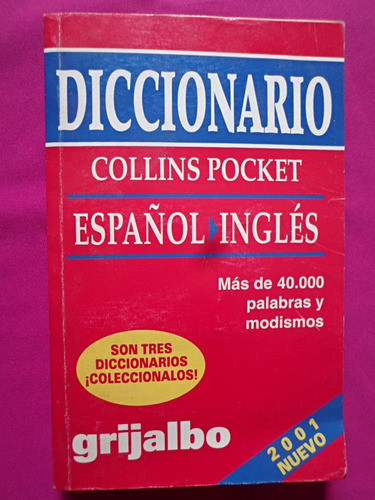 DICCIONARIO
COLLINS POCKET
ESPAÑOL INGLÉS
Más de 40.000
palabras y
modismos
SON TRES
DICCIONARIOS
¡COLECCIONALOS!
grijalbo
2001
NUEVO